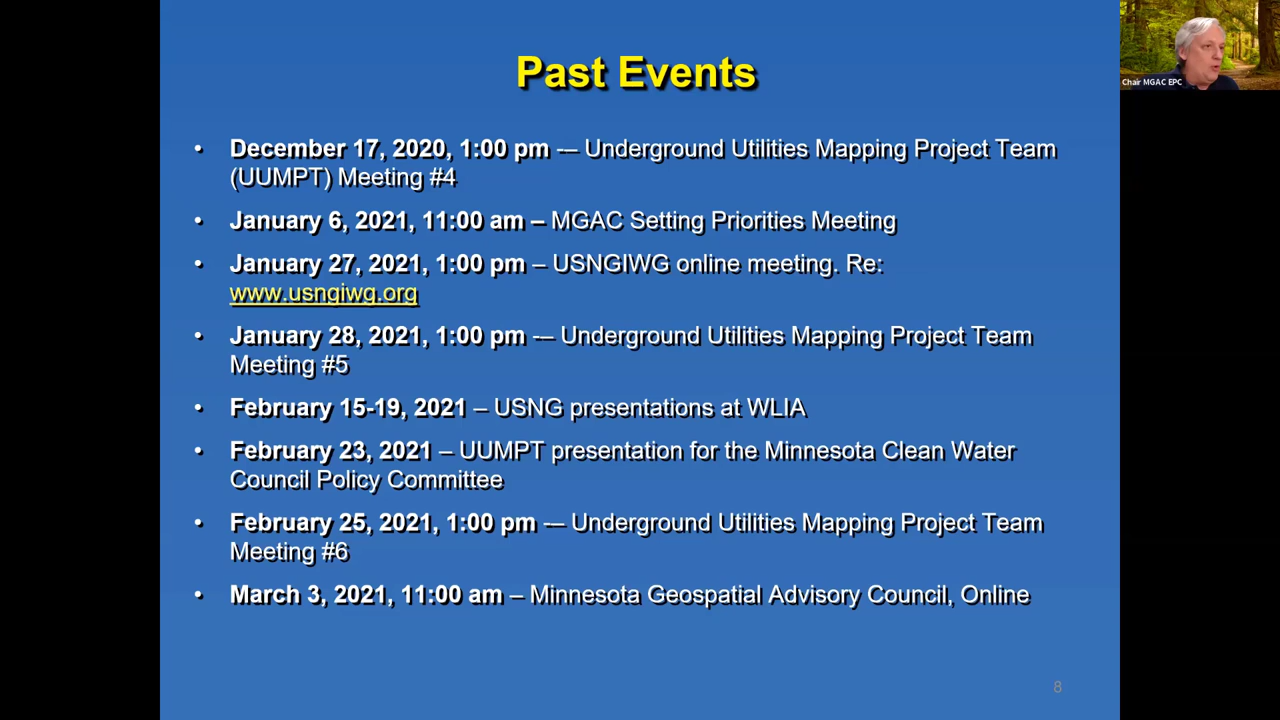 Past Events
Chair MGAC EPC
• December 17, 2020, 1:00 pm -– Underground Utilities Mapping Project Team
(UUMPT) Meeting #4
• January 6, 2021, 11:00 am – MGAC Setting Priorities Meeting
• January 27, 2021, 1:00 pm – USNGIWG online meeting. Re:
www.usngiwg.org
• January 28, 2021, 1:00 pm -– Underground Utilities Mapping Project Team
Meeting #5
• February 15-19, 2021 – USNG presentations at WLIA
• February 23, 2021 – UUMPT presentation for the Minnesota Clean Water
Council Policy Committee
• February 25, 2021, 1:00 pm -– Underground Utilities Mapping Project Team
Meeting #6
• March 3, 2021, 11:00 am – Minnesota Geospatial Advisory Council, Online
8